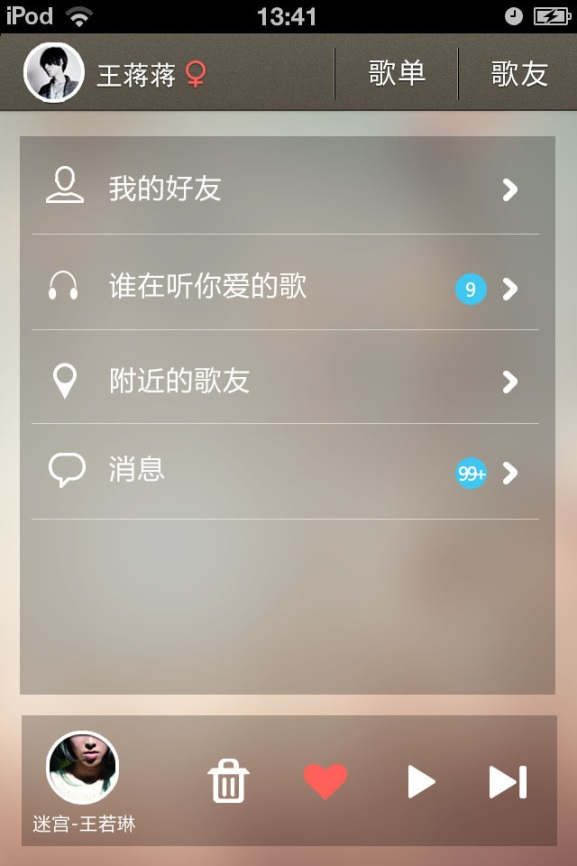 iPod 13:41
王蒋蒋 歌单 歌友
我的好友
谁在听你爱的歌 9
附近的歌友
消息 99+
迷宫-王若琳